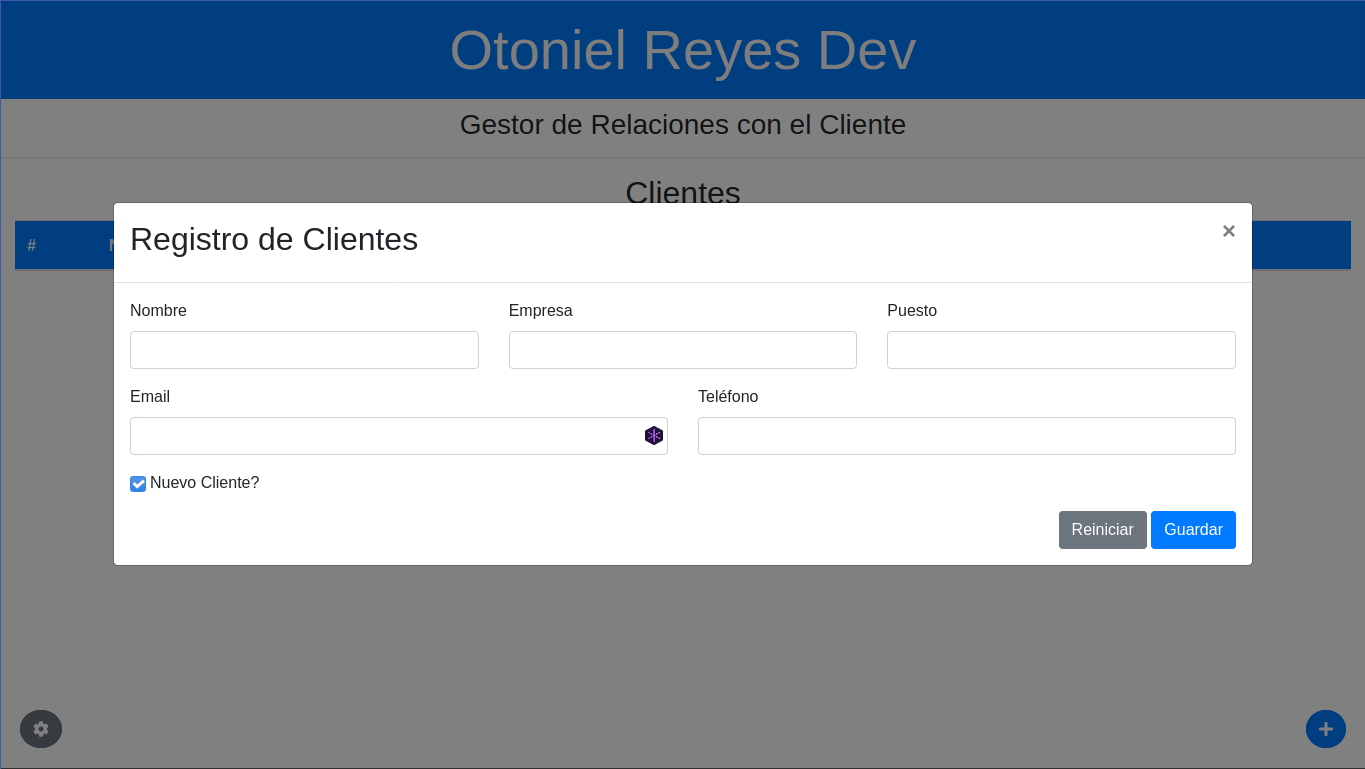 Otoniel Reyes Dev
Gestor de Relaciones con el Cliente
Clientes
#
Registro de Clientes ×
Nombre Empresa Puesto
Email Teléfono
Nuevo Cliente?
Reiniciar Guardar